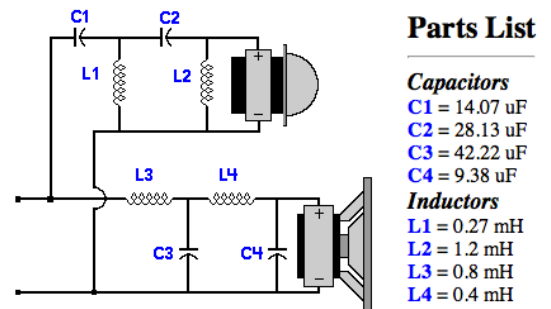 C1 C2
L1 L2
+
−
L3 L4
C3 C4
+
−
Parts List
Capacitors
C1 = 14.07 uF
C2 = 28.13 uF
C3 = 42.22 uF
C4 = 9.38 uF
Inductors
L1 = 0.27 mH
L2 = 1.2 mH
L3 = 0.8 mH
L4 = 0.4 mH